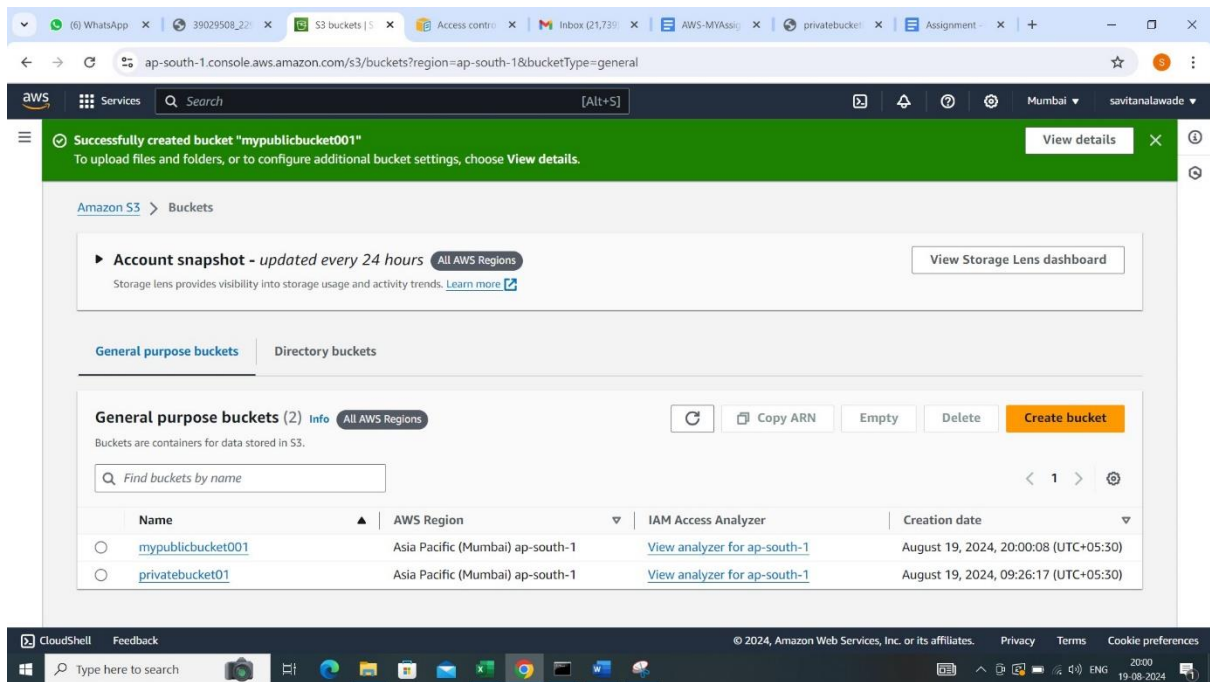 (6) WhatsApp
39029508_22
S3 buckets | S
Access contro
Inbox (21,739
AWS-MYAssig
privatebucket
Assignment -
ap-south-1.console.aws.amazon.com/s3/buckets?region=ap-south-1&bucketType=general
aws Services Search [Alt+S] Mumbai savitanalawade
Successfully created bucket "mypublicbucket001"
To upload files and folders, or to configure additional bucket settings, choose View details.
View details
Amazon S3 > Buckets
Account snapshot - updated every 24 hours All AWS Regions
Storage lens provides visibility into storage usage and activity trends. Learn more
View Storage Lens dashboard
General purpose buckets Directory buckets
General purpose buckets (2) Info All AWS Regions
Buckets are containers for data stored in S3.
Copy ARN Empty Delete Create bucket
Find buckets by name
< 1 >
Name AWS Region IAM Access Analyzer Creation date
mypublicbucket001 Asia Pacific (Mumbai) ap-south-1 View analyzer for ap-south-1 August 19, 2024, 20:00:08 (UTC+05:30)
privatebucket01 Asia Pacific (Mumbai) ap-south-1 View analyzer for ap-south-1 August 19, 2024, 09:26:17 (UTC+05:30)
CloudShell Feedback © 2024, Amazon Web Services, Inc. or its affiliates. Privacy Terms Cookie preferences
Type here to search ENG 20:00
19-08-2024